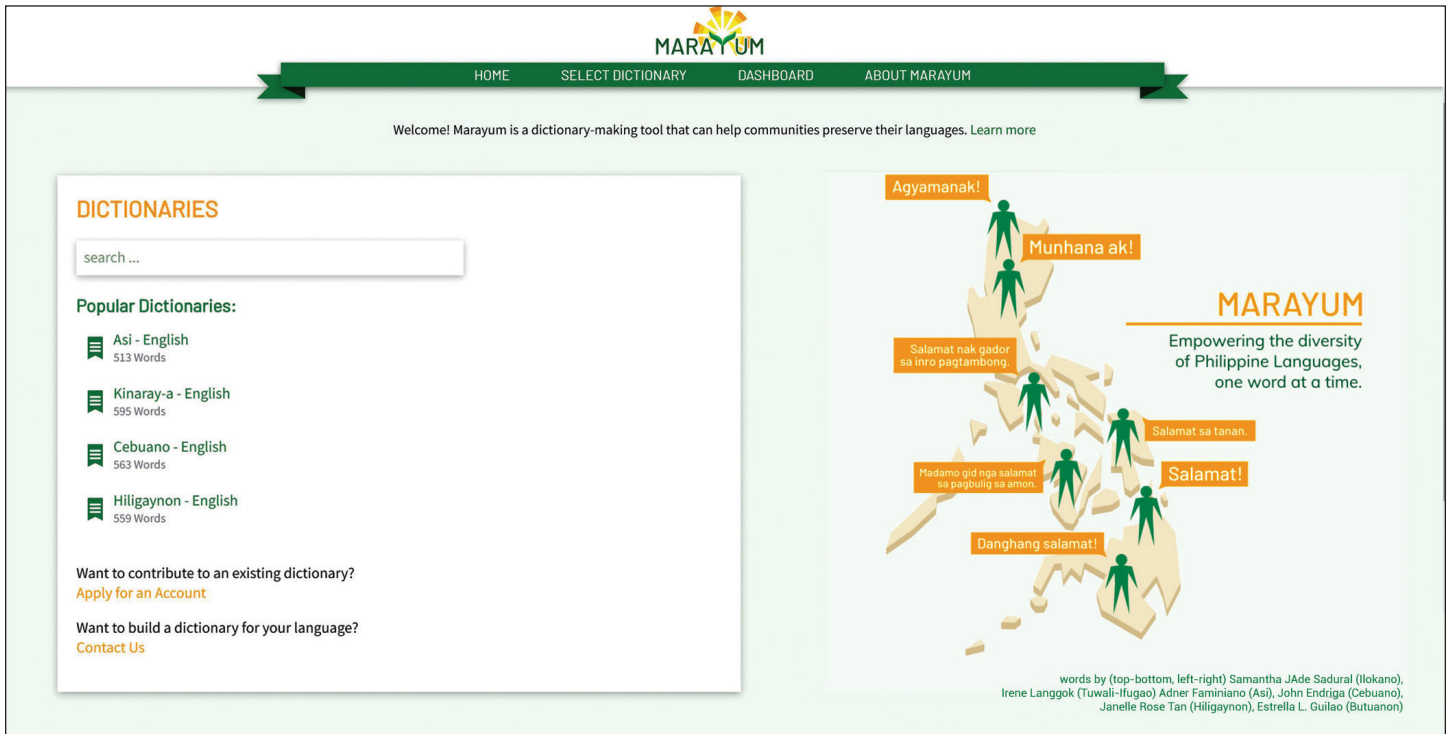 MARAYUM
HOME SELECT DICTIONARY DASHBOARD ABOUT MARAYUM
Welcome! Marayum is a dictionary-making tool that can help communities preserve their languages. Learn more
DICTIONARIES
search ...
Popular Dictionaries:
Asi - English
513 Words
Kinaray-a - English
595 Words
Cebuano - English
563 Words
Hiligaynon - English
559 Words
Want to contribute to an existing dictionary?
Apply for an Account
Want to build a dictionary for your language?
Contact Us
Agyamanak!
Munhana ak!
Salamat nak gador
sa inro pagtambong.
Salamat sa tanan.
Madamo gid nga salamat
sa pagbulig sa amon.
Salamat!
Danghang salamat!
MARAYUM
Empowering the diversity
of Philippine Languages,
one word at a time.
words by (top-bottom, left-right) Samantha JAde Sadural (Ilokano),
Irene Langgok (Tuwali-Ifugao) Adner Faminiano (Asi), John Endriga (Cebuano),
Janelle Rose Tan (Hiligaynon), Estrella L. Guilao (Butuanon)